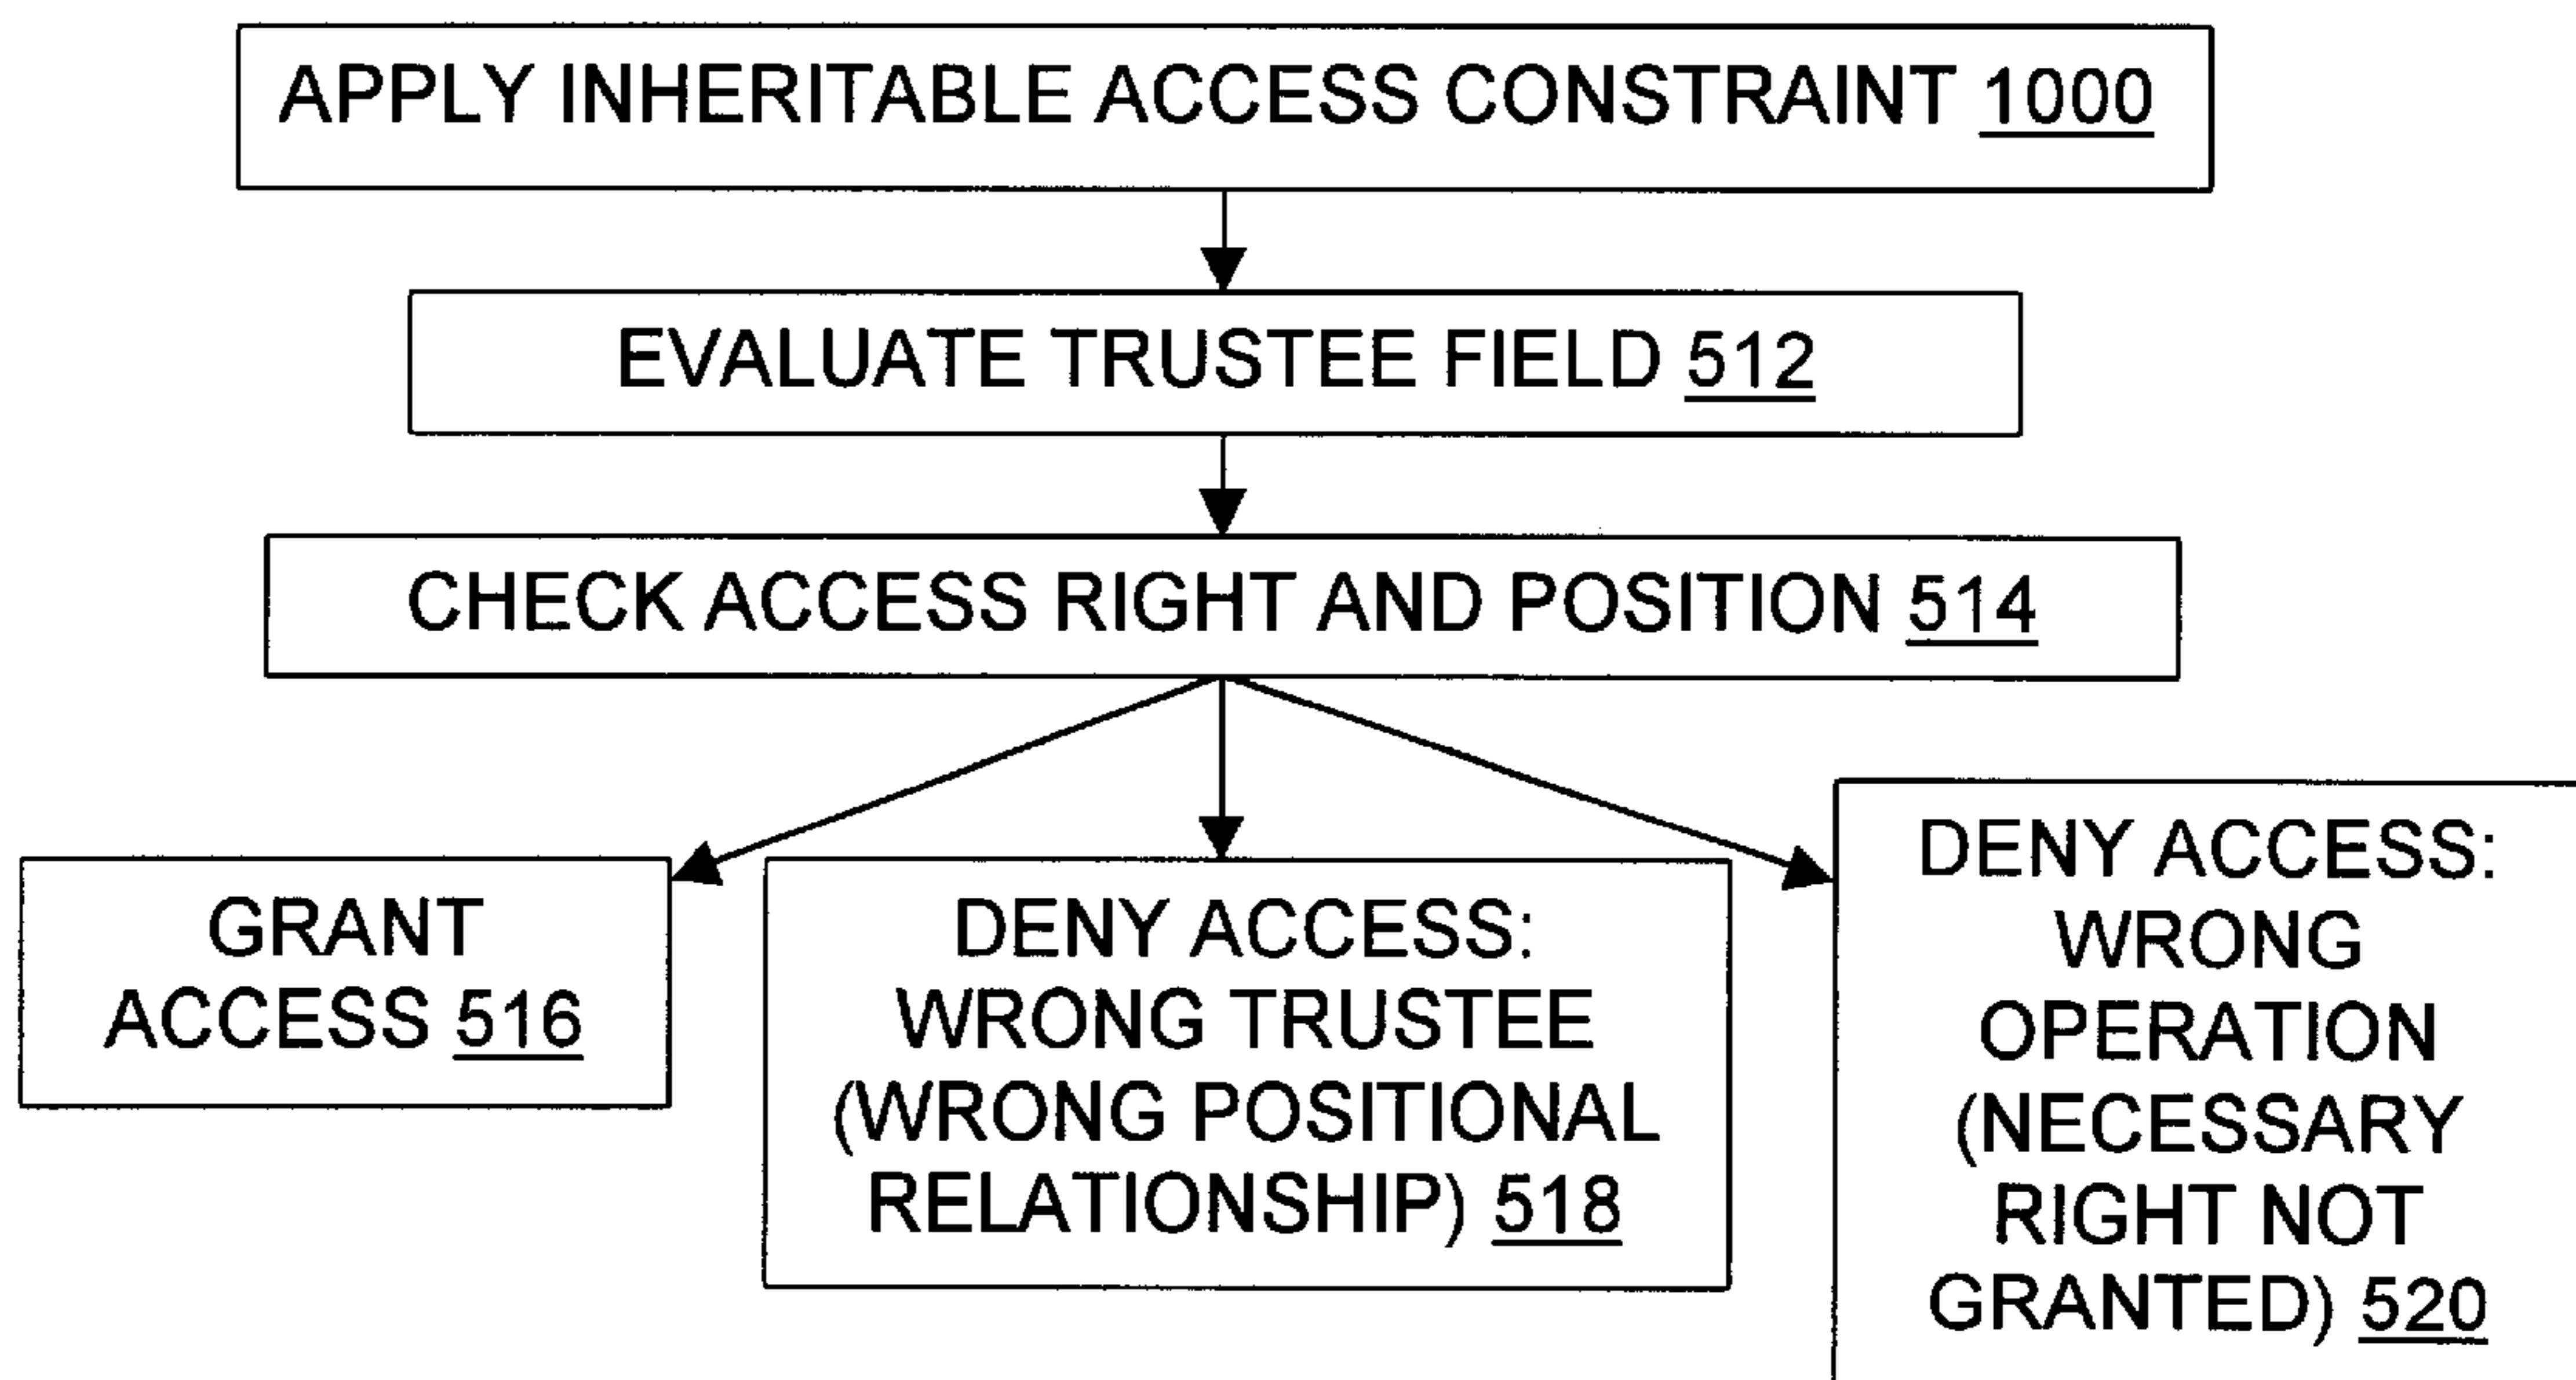 APPLY INHERITABLE ACCESS CONSTRAINT 1000
EVALUATE TRUSTEE FIELD 512
CHECK ACCESS RIGHT AND POSITION 514
GRANT
ACCESS 516
DENY ACCESS:
WRONG TRUSTEE
(WRONG POSITIONAL
RELATIONSHIP) 518
DENY ACCESS:
WRONG
OPERATION
(NECESSARY
RIGHT NOT
GRANTED) 520